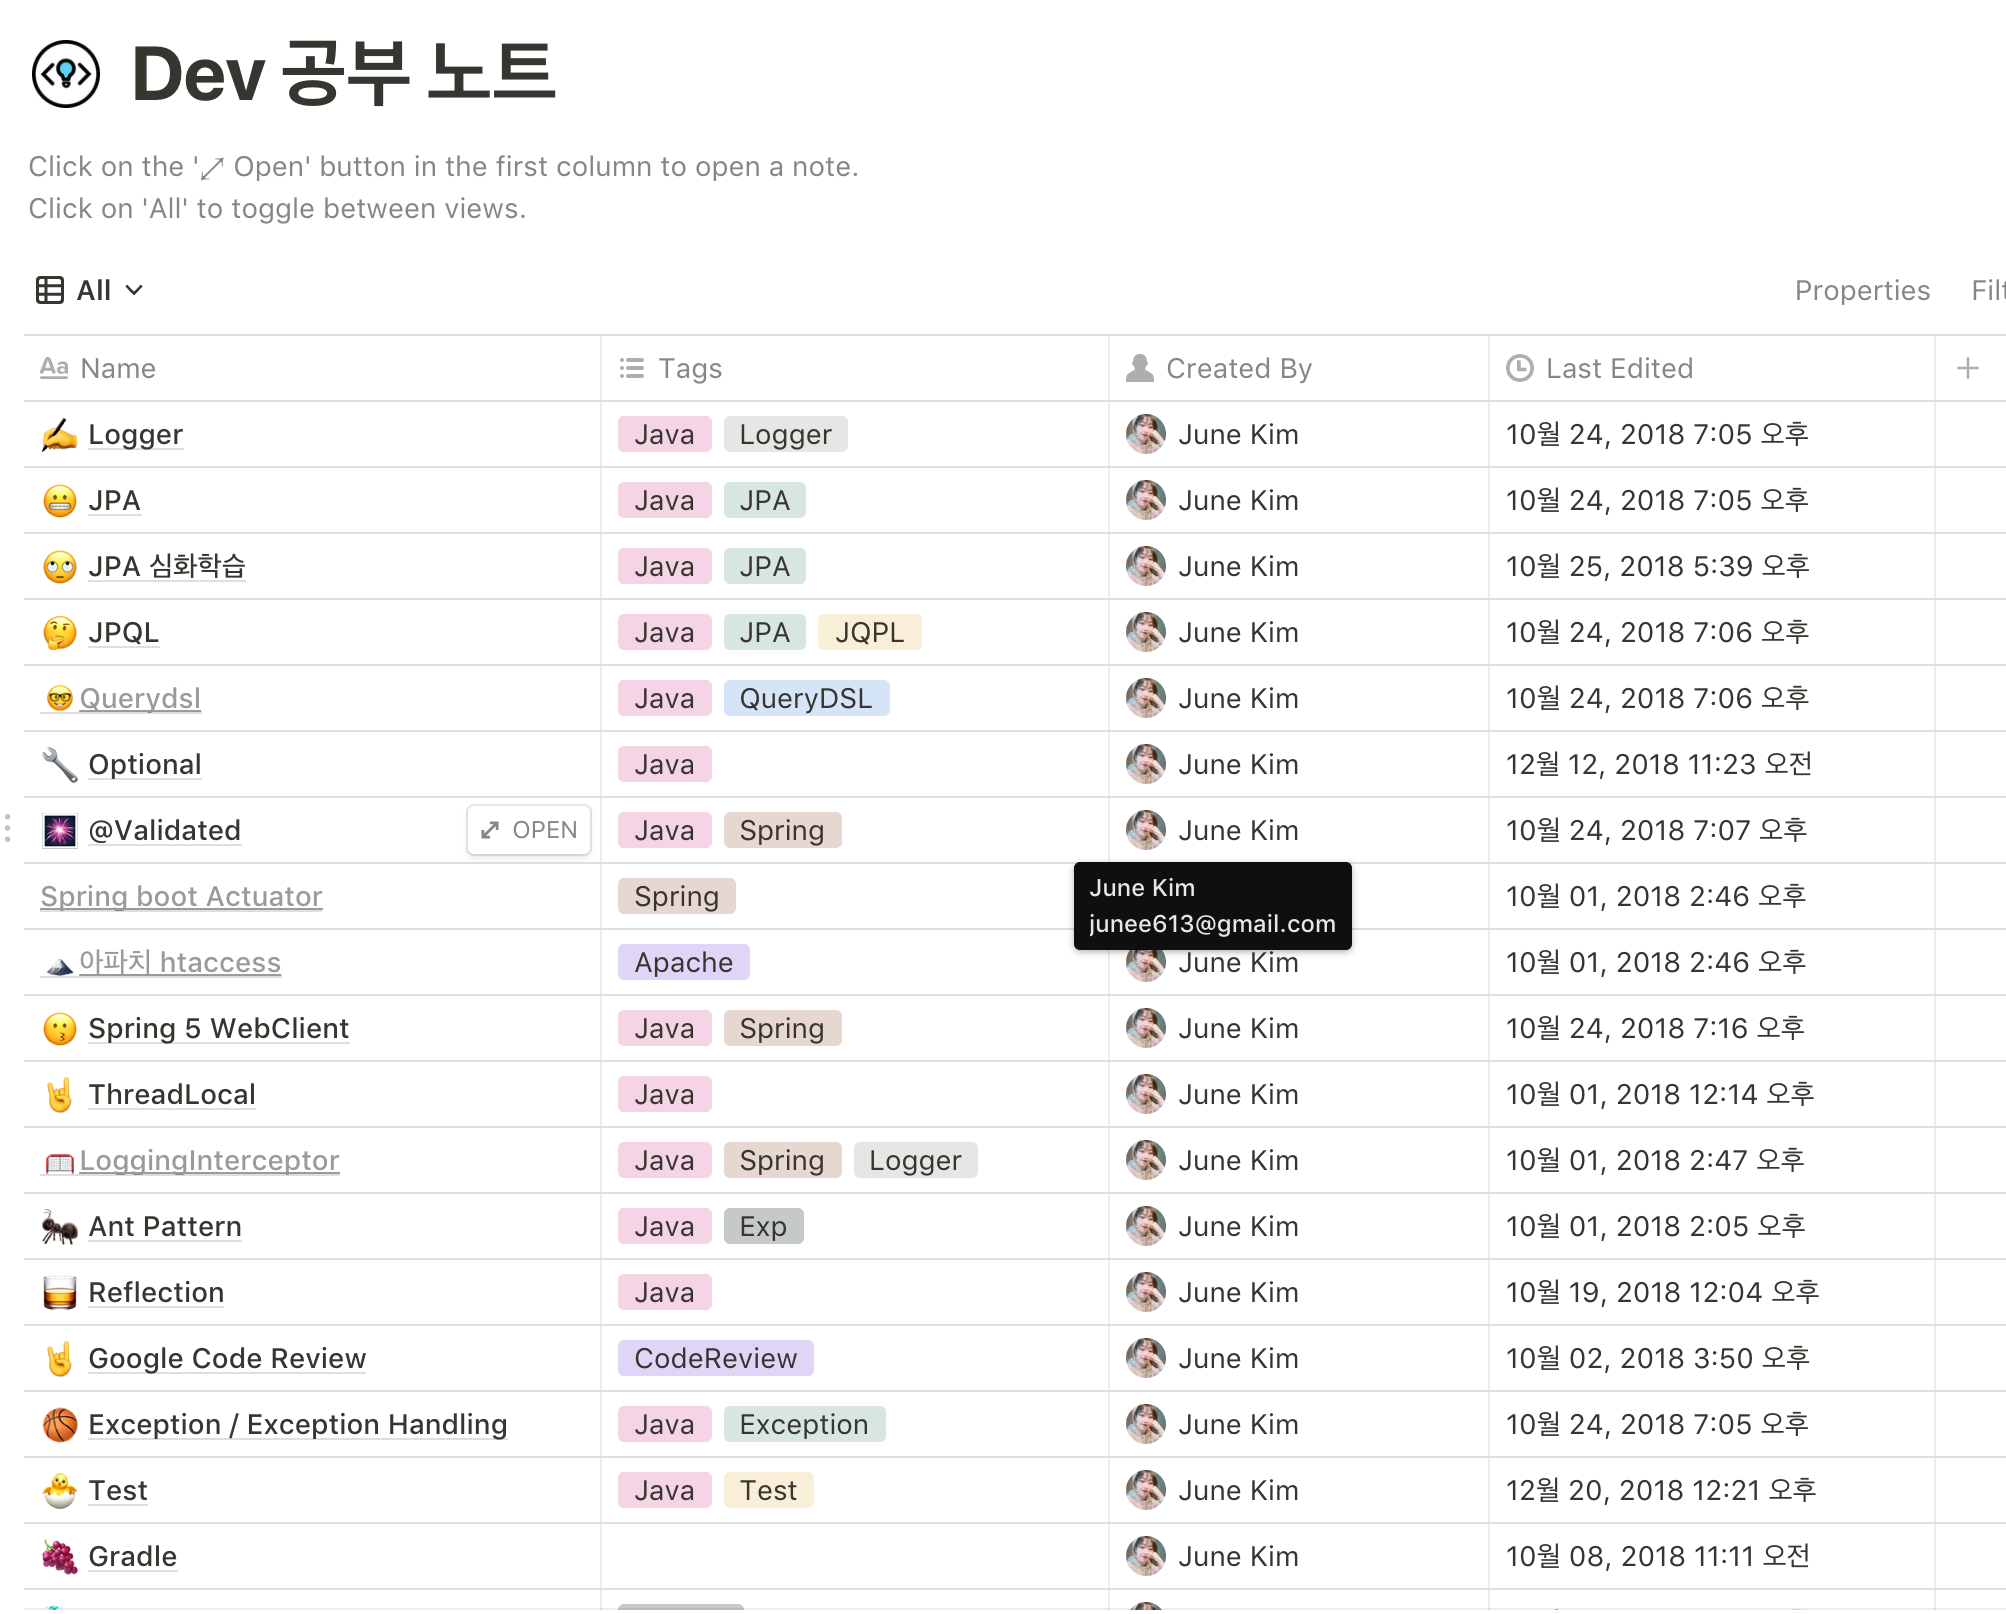 Dev 공부 노트
Click on the '⤢ Open' button in the first column to open a note.
Click on 'All' to toggle between views.
All Properties
Aa Name Tags Created By Last Edited
Logger Java Logger June Kim 10월 24, 2018 7:05 오후
JPA Java JPA June Kim 10월 24, 2018 7:05 오후
JPA 심화학습 Java JPA June Kim 10월 25, 2018 5:39 오후
JPQL Java JPA JQPL June Kim 10월 24, 2018 7:06 오후
Querydsl Java QueryDSL June Kim 10월 24, 2018 7:06 오후
Optional Java June Kim 12월 12, 2018 11:23 오전
@Validated OPEN Java Spring June Kim 10월 24, 2018 7:07 오후
Spring boot Actuator Spring 10월 01, 2018 2:46 오후
June Kim
junee613@gmail.com
아파치 htaccess Apache June Kim 10월 01, 2018 2:46 오후
Spring 5 WebClient Java Spring June Kim 10월 24, 2018 7:16 오후
ThreadLocal Java June Kim 10월 01, 2018 12:14 오후
LoggingInterceptor Java Spring Logger June Kim 10월 01, 2018 2:47 오후
Ant Pattern Java Exp June Kim 10월 01, 2018 2:05 오후
Reflection Java June Kim 10월 19, 2018 12:04 오후
Google Code Review CodeReview June Kim 10월 02, 2018 3:50 오후
Exception / Exception Handling Java Exception June Kim 10월 24, 2018 7:05 오후
Test Java Test June Kim 12월 20, 2018 12:21 오후
Gradle June Kim 10월 08, 2018 11:11 오전